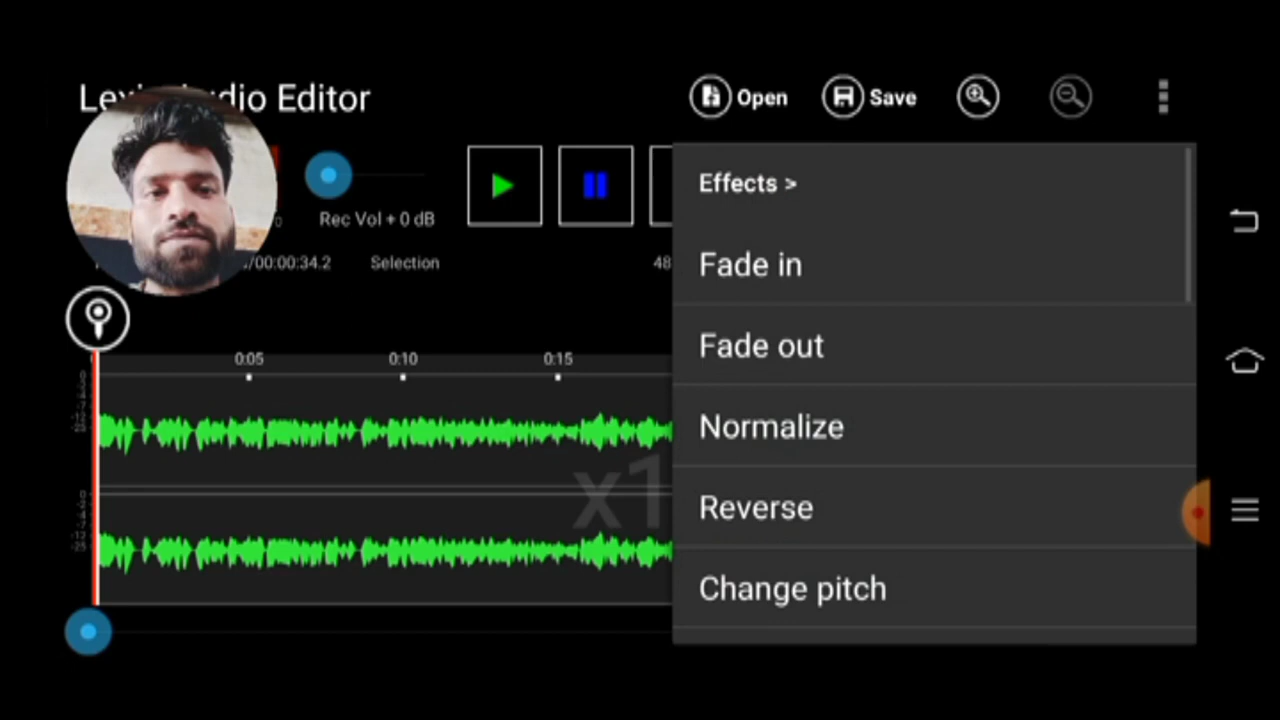 Audio Editor
Open
Save
Rec Vol + 0 dB
/00:00:34.2
Selection
48
0:05
0:10
0:15
x1
Effects >
Fade in
Fade out
Normalize
Reverse
Change pitch